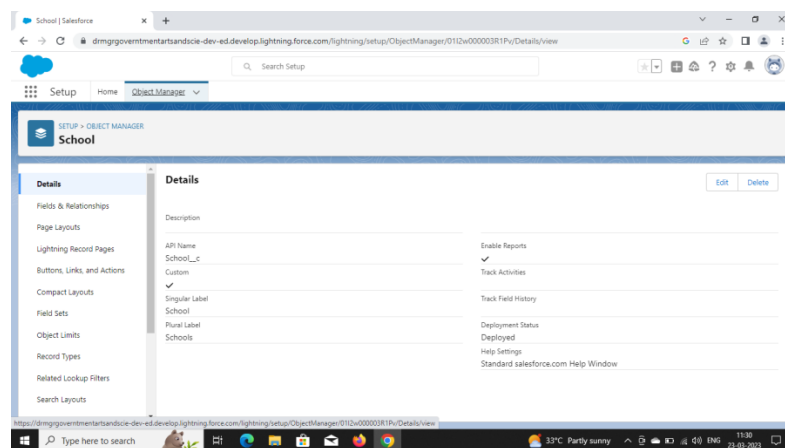 School | Salesforce
drmgrgoverntmentartsandscie-dev-ed.develop.lightning.force.com/lightning/setup/ObjectManager/01I2w000003R1Pv/Details/view
Search Setup
Setup Home Object Manager
SETUP > OBJECT MANAGER
School
Details
Fields & Relationships
Page Layouts
Lightning Record Pages
Buttons, Links, and Actions
Compact Layouts
Field Sets
Object Limits
Record Types
Related Lookup Filters
Search Layouts
Details
Edit Delete
Description
API Name
School__c
Custom
Singular Label
School
Plural Label
Schools
Enable Reports
Track Activities
Track Field History
Deployment Status
Deployed
Help Settings
Standard salesforce.com Help Window
https://drmgrgoverntmentartsandscie-dev-ed.develop.lightning.force.com/lightning/setup/ObjectManager/01I2w000003R1Pv/Details/view
Type here to search
33°C Partly sunny
ENG
11:30
23-03-2023